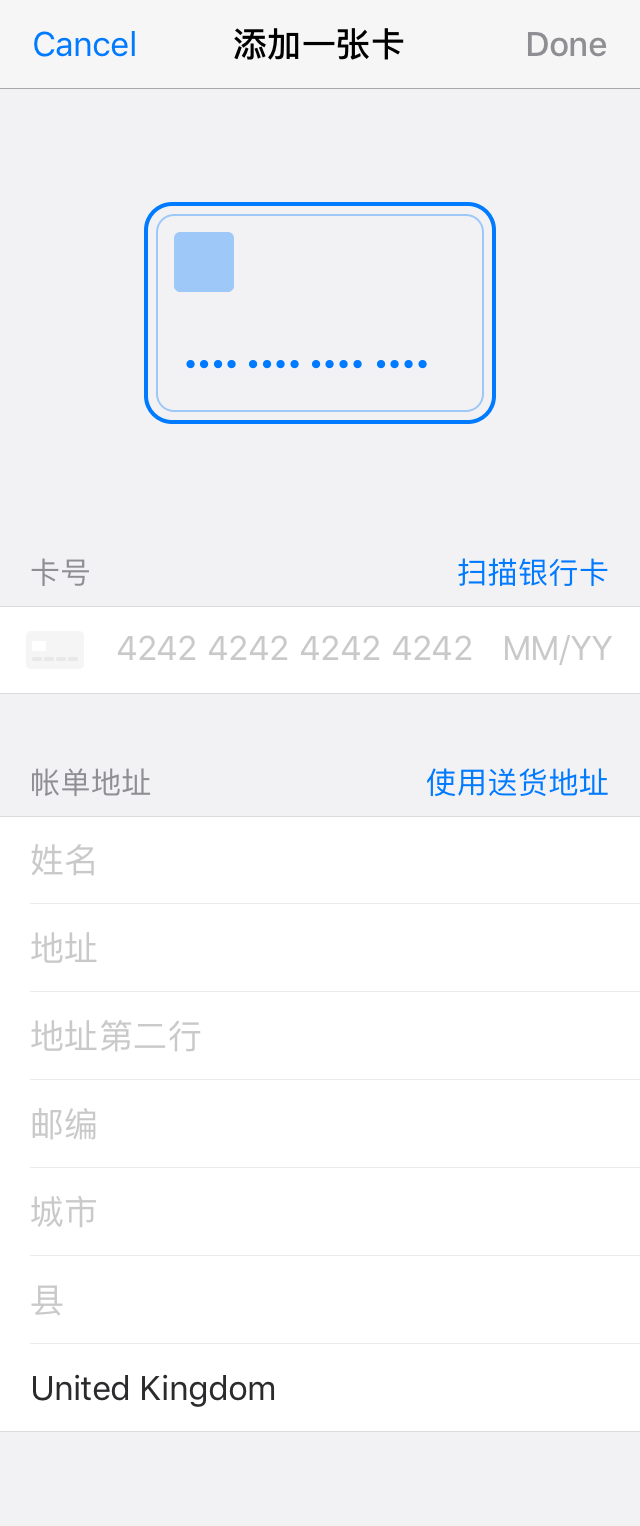 Cancel 添加一张卡 Done
•••• •••• •••• ••••
卡号 扫描银行卡
4242 4242 4242 4242 MM/YY
帐单地址 使用送货地址
姓名
地址
地址第二行
邮编
城市
县
United Kingdom